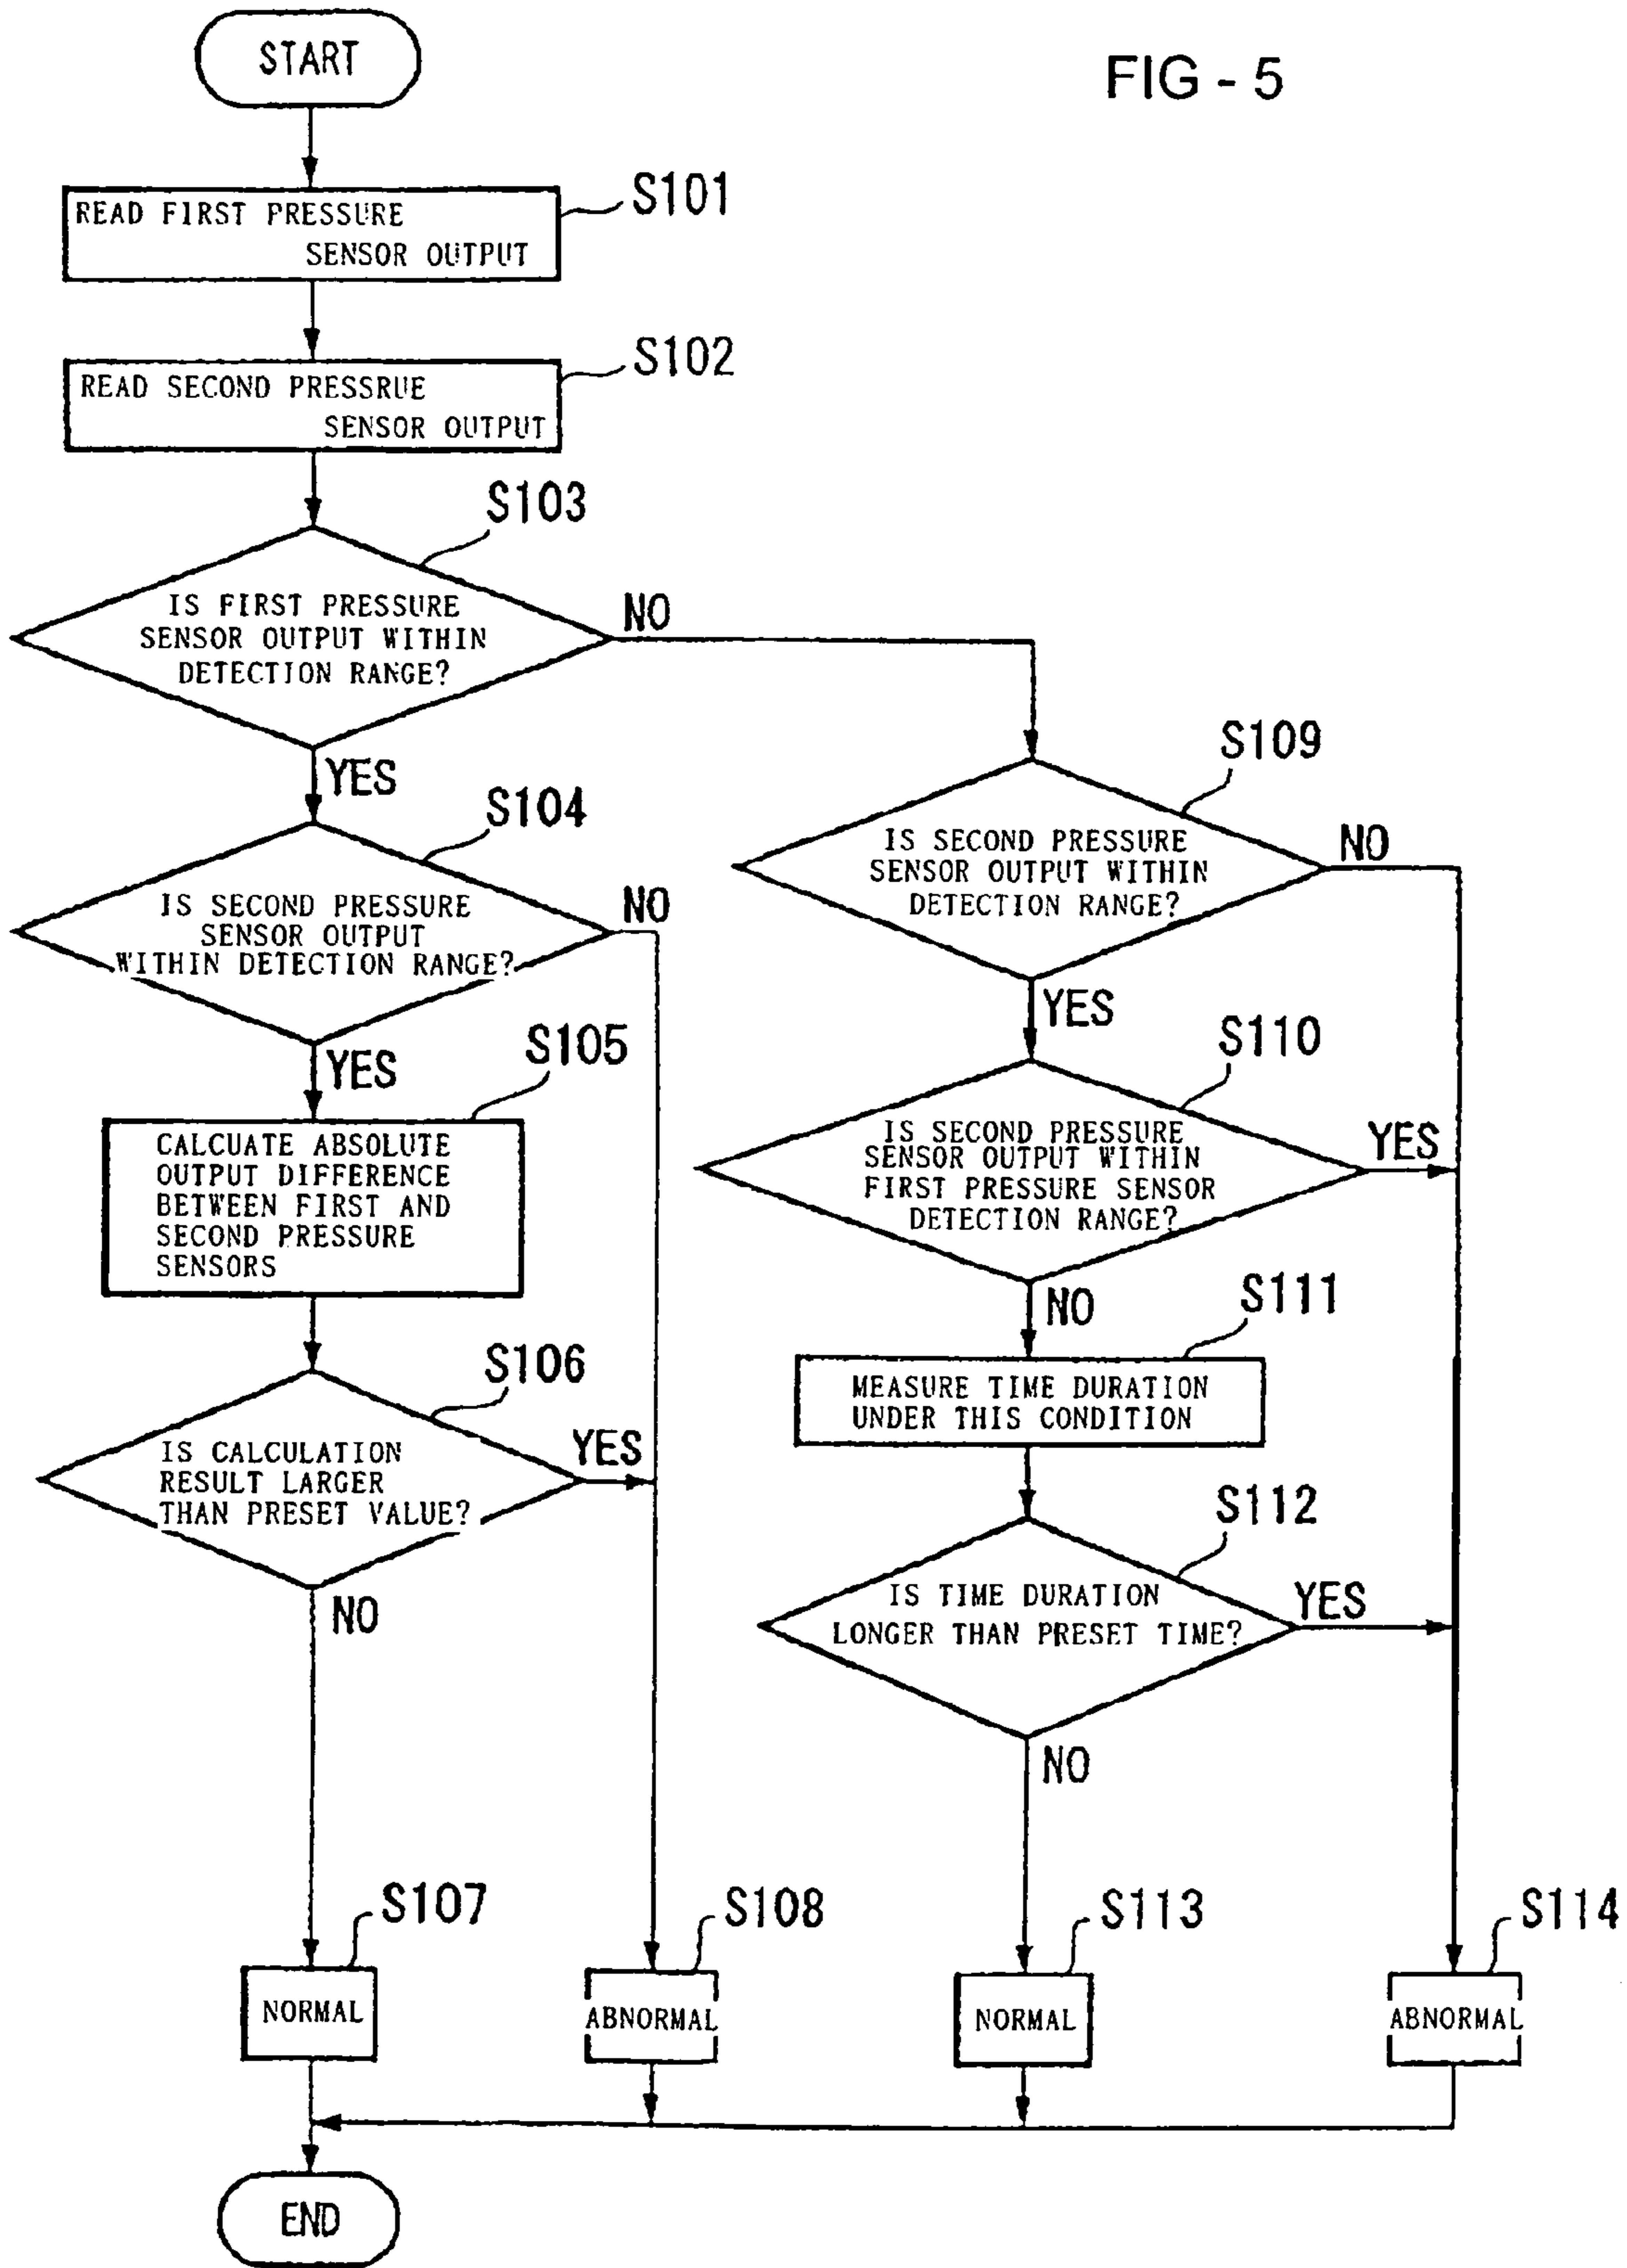 START
FIG - 5
S101
READ FIRST PRESSURE
SENSOR OUTPUT
S102
READ SECOND PRESSRUE
SENSOR OUTPUT
S103
IS FIRST PRESSURE
SENSOR OUTPUT WITHIN
DETECTION RANGE?
NO
YES
S104
IS SECOND PRESSURE
SENSOR OUTPUT
WITHIN DETECTION RANGE?
NO
YES
S105
CALCUATE ABSOLUTE
OUTPUT DIFFERENCE
BETWEEN FIRST AND
SECOND PRESSURE
SENSORS
S106
IS CALCULATION
RESULT LARGER
THAN PRESET VALUE?
YES
NO
S107
NORMAL
S108
ABNORMAL
S109
IS SECOND PRESSURE
SENSOR OUTPUT WITHIN
DETECTION RANGE?
NO
YES
S110
IS SECOND PRESSURE
SENSOR OUTPUT WITHIN
FIRST PRESSURE SENSOR
DETECTION RANGE?
YES
NO
S111
MEASURE TIME DURATION
UNDER THIS CONDITION
S112
IS TIME DURATION
LONGER THAN PRESET TIME?
YES
NO
S113
NORMAL
S114
ABNORMAL
END